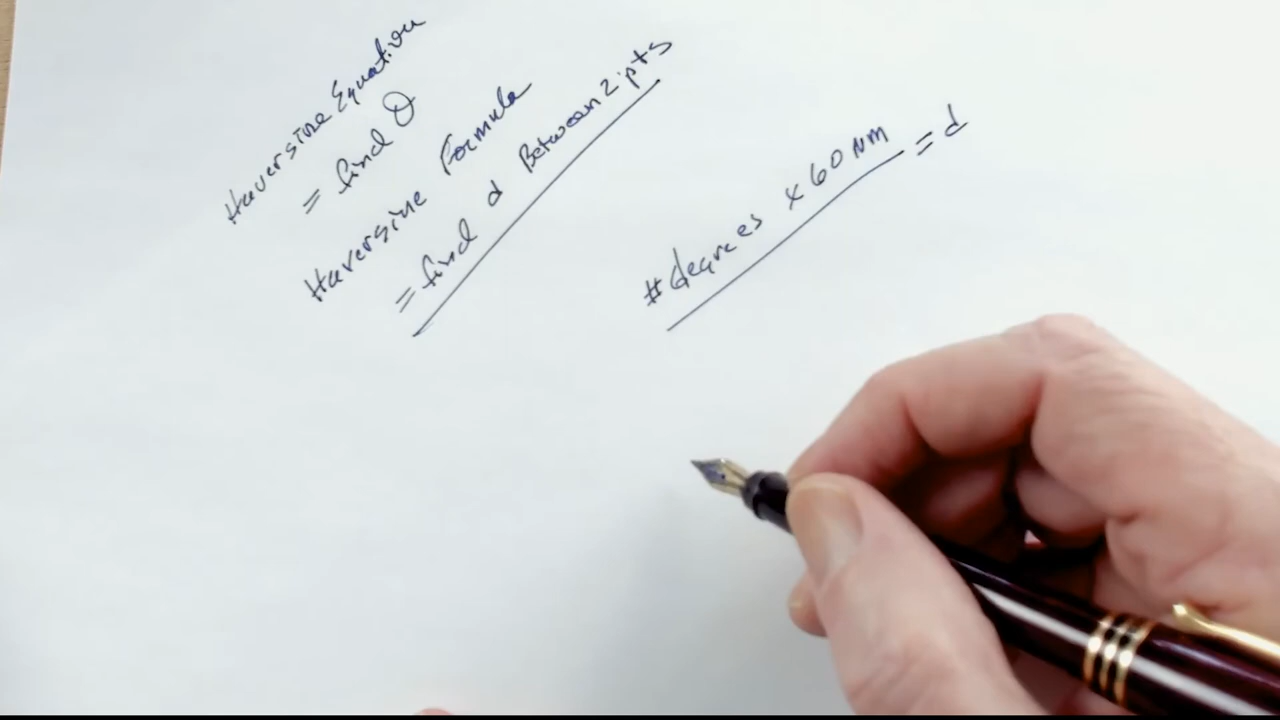 Haversine Equation
= find θ
Haversine Formula
= find d Between 2 pts
# degrees x 60 NM = d